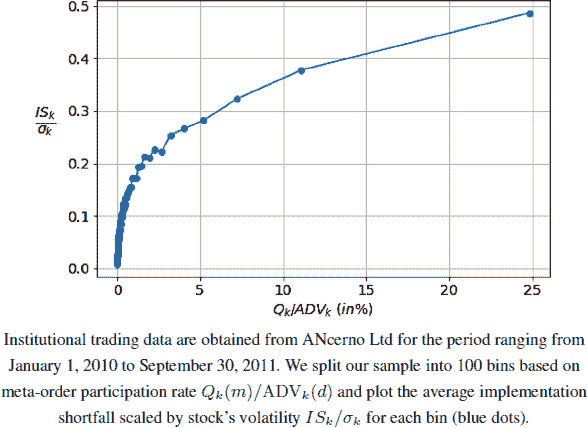 0.5
0.4
IS_k/σ_k 0.3
0.2
0.1
0.0
0 5 10 15 20 25
Q_k/ADV_k (in%)
Institutional trading data are obtained from ANcerno Ltd for the period ranging from
January 1, 2010 to September 30, 2011. We split our sample into 100 bins based on
meta-order participation rate Q_k(m)/ADV_k(d) and plot the average implementation
shortfall scaled by stock’s volatility IS_k/σ_k for each bin (blue dots).